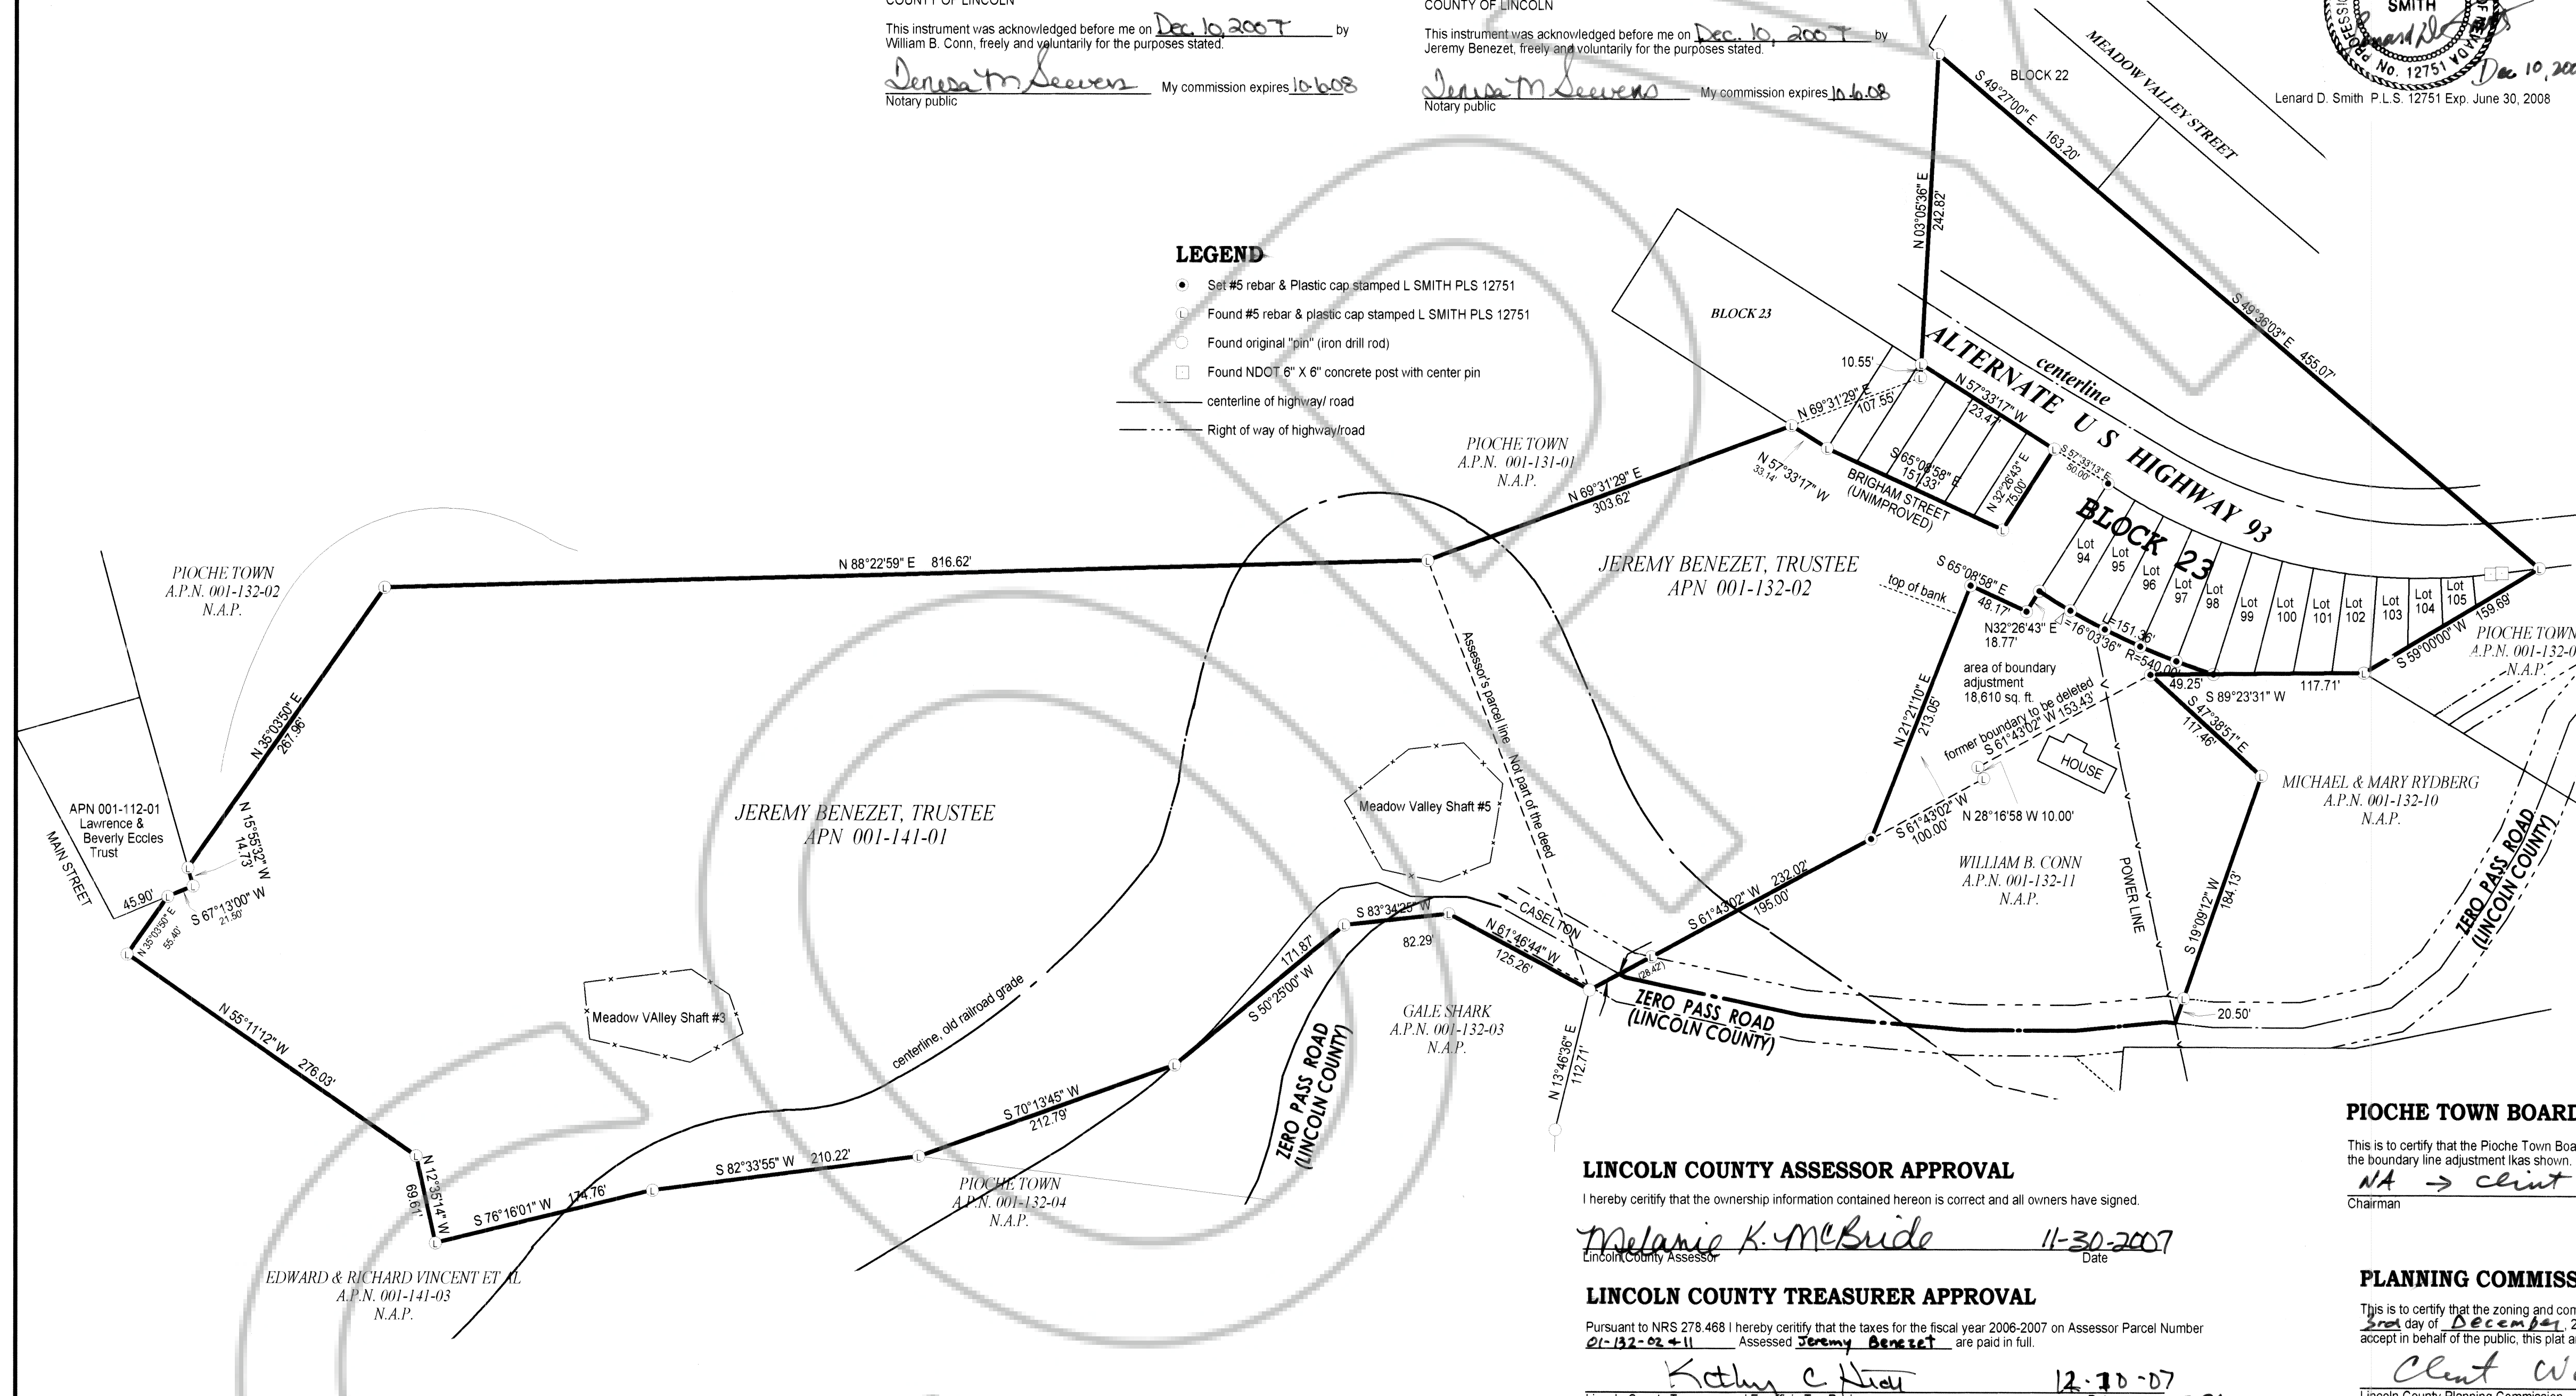 COUNTY OF LINCOLN
This instrument was acknowledged before me on Dec. 10, 2007 by
William B. Conn, freely and voluntarily for the purposes stated.
Teresa M Seevers My commission expires 10-6-08
Notary public
COUNTY OF LINCOLN
This instrument was acknowledged before me on Dec. 10, 2007 by
Jeremy Benezet, freely and voluntarily for the purposes stated.
Teresa M Seevers My commission expires 10.6.08
Notary public
SMITH
OF NEVADA
No. 12751
Dec 10,
Lenard D. Smith P.L.S. 12751 Exp. June 30, 2008
MEADOW VALLEY STREET
BLOCK 22
S 49°27'00" E 163.20'
N 03°05'36" E
242.82'
S 49°36'03" E 455.07'
LEGEND
Set #5 rebar & Plastic cap stamped L SMITH PLS 12751
Found #5 rebar & plastic cap stamped L SMITH PLS 12751
Found original "pin" (iron drill rod)
Found NDOT 6" X 6" concrete post with center pin
centerline of highway/ road
Right of way of highway/road
BLOCK 23
10.55'
ALTERNATE U S HIGHWAY 93
centerline
N 69°31'29" E
107.55'
N 57°33'17" W
123.47'
S 57°33'13" E
50.00'
N 57°33'17" W
33.14'
S 65°08'58" E
151.33'
BRIGHAM STREET
(UNIMPROVED)
N 32°26'43" E
75.00'
BLOCK 23
Lot
94
Lot
95
Lot
96
Lot
97
Lot
98
Lot
99
Lot
100
Lot
101
Lot
102
Lot
103
Lot
104
Lot
105
PIOCHE TOWN
A.P.N. 001-131-01
N.A.P.
N 69°31'29" E
303.62'
N 88°22'59" E 816.62'
PIOCHE TOWN
A.P.N. 001-132-02
N.A.P.
JEREMY BENEZET, TRUSTEE
APN 001-132-02
top of bank
S 65°08'58" E
48.17'
N32°26'43" E
18.77'
L=151.36'
Δ=16°03'36" R=540.00'
49.25'
S 89°23'31" W
117.71'
S 59°00'00" W 159.69'
PIOCHE TOWN
A.P.N. 001-132-0
N.A.P.
area of boundary
adjustment
18,610 sq. ft.
former boundary to be deleted
S 61°43'02" W 153.43'
N 21°21'10" E
213.05'
S 47°38'51" E
117.46'
HOUSE
MICHAEL & MARY RYDBERG
A.P.N. 001-132-10
N.A.P.
S 61°43'02" W
100.00'
N 28°16'58 W 10.00'
WILLIAM B. CONN
A.P.N. 001-132-11
N.A.P.
POWER LINE
S 19°09'12" W
184.13'
20.50'
ZERO PASS ROAD
(LINCOLN COUNTY)
Assessor's parcel line Not part of the deed
N 35°03'50" E
267.96'
APN 001-112-01
Lawrence &
Beverly Eccles
Trust
MAIN STREET
N 15°55'32" W
14.73'
S 67°13'00" W
21.50'
45.90'
N 35°03'50" E
55.40'
JEREMY BENEZET, TRUSTEE
APN 001-141-01
Meadow Valley Shaft #5
Meadow VAlley Shaft #3
centerline, old railroad grade
S 83°34'25" W
82.29'
CASELTON
N 61°46'44" W
125.26'
S 61°43'02" W 232.02'
195.00'
(28.42')
ZERO PASS ROAD
(LINCOLN COUNTY)
171.87'
S 50°25'00" W
GALE SHARK
A.P.N. 001-132-03
N.A.P.
ZERO PASS ROAD
(LINCOLN COUNTY)
N 13°46'36" E
112.71'
N 55°11'12" W
276.03'
N 12°35'14" W
69.61'
S 76°16'01" W 174.76'
S 82°33'55" W 210.22'
S 70°13'45" W
212.79'
PIOCHE TOWN
A.P.N. 001-132-04
N.A.P.
EDWARD & RICHARD VINCENT ET AL
A.P.N. 001-141-03
N.A.P.
LINCOLN COUNTY ASSESSOR APPROVAL
I hereby ceritify that the ownership information contained hereon is correct and all owners have signed.
Melanie K. McBride 11-30-2007
Lincoln County Assessor Date
LINCOLN COUNTY TREASURER APPROVAL
Pursuant to NRS 278.468 I hereby ceritify that the taxes for the fiscal year 2006-2007 on Assessor Parcel Number
01-132-02 + 11 Assessed Jeremy Benezet are paid in full.
Kathy C 12-10-07
PIOCHE TOWN BOARD
This is to certify that the Pioche Town Boa
the boundary line adjustment lkas shown.
NA → Clint
Chairman
PLANNING COMMISS
This is to certify that the zoning and con
3rd day of December, 2
accept in behalf of the public, this plat a
Clint W